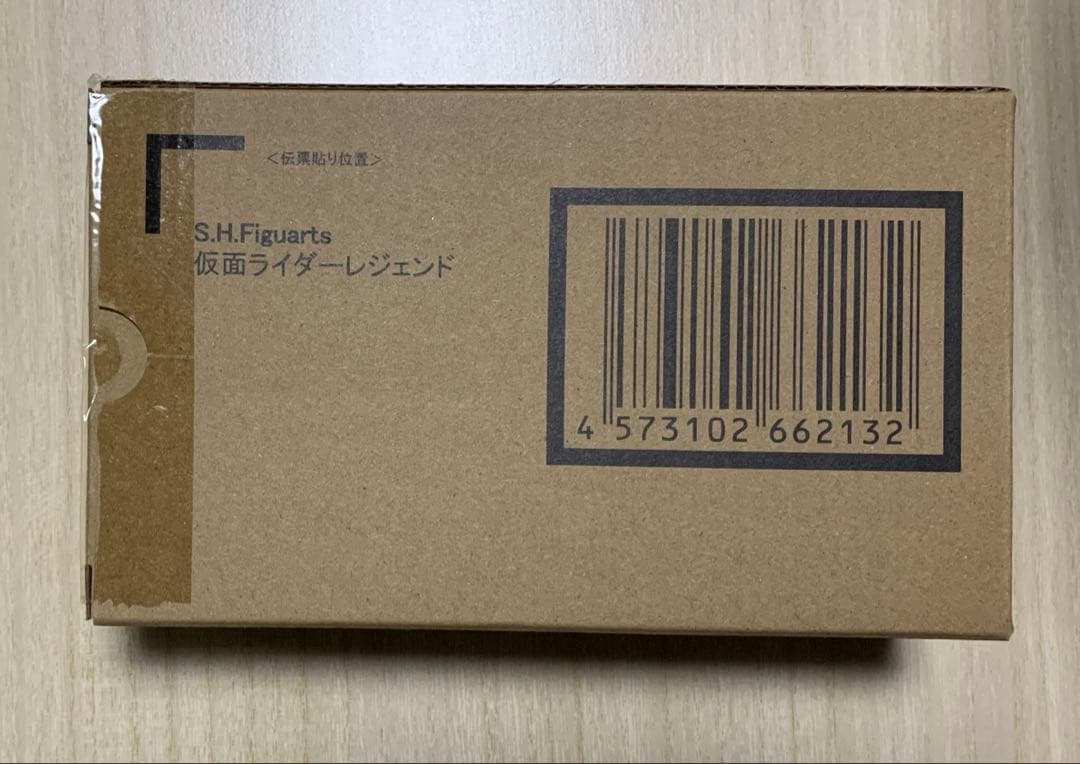 ＜伝票貼り位置＞
S.H.Figuarts
仮面ライダーレジェンド
4 573102 662132